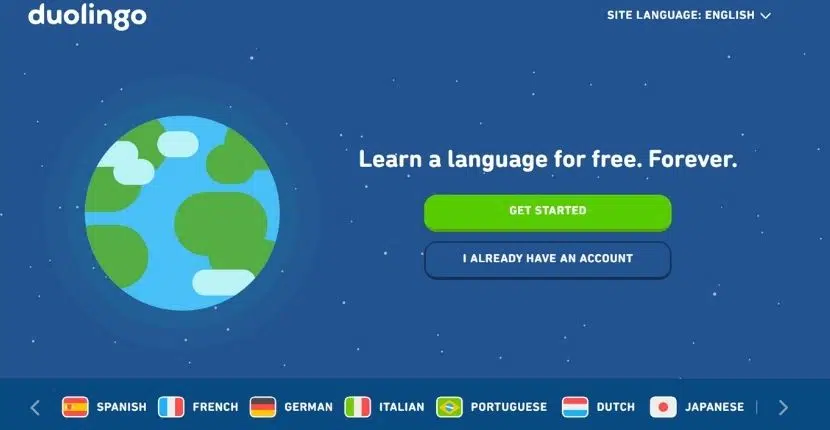 duolingo
SITE LANGUAGE: ENGLISH
Learn a language for free. Forever.
GET STARTED
I ALREADY HAVE AN ACCOUNT
SPANISH FRENCH GERMAN ITALIAN PORTUGUESE DUTCH JAPANESE